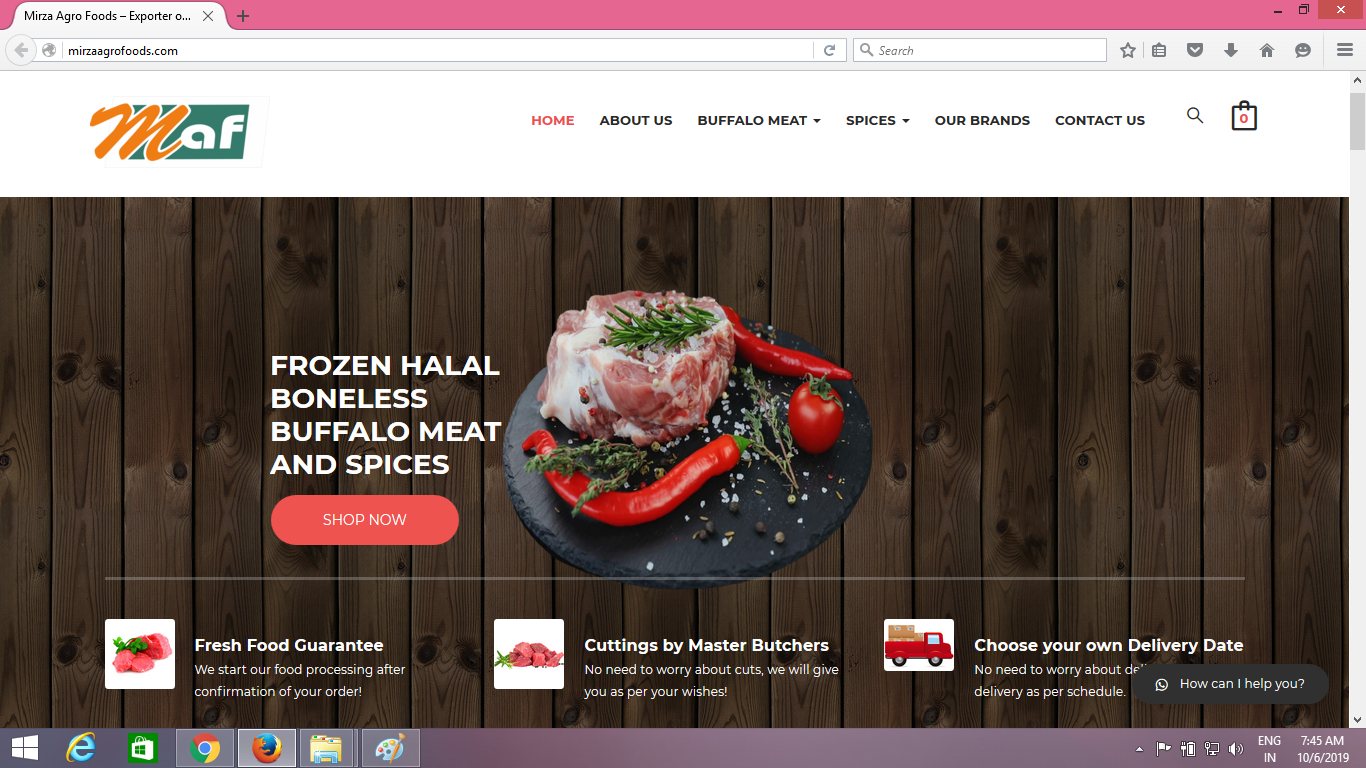 Mirza Agro Foods – Exporter o...
mirzaagrofoods.com
Search
Maf
HOME
ABOUT US
BUFFALO MEAT
SPICES
OUR BRANDS
CONTACT US
0
FROZEN HALAL
BONELESS
BUFFALO MEAT
AND SPICES
SHOP NOW
Fresh Food Guarantee
We start our food processing after
confirmation of your order!
Cuttings by Master Butchers
No need to worry about cuts, we will give
you as per your wishes!
Choose your own Delivery Date
No need to worry about
delivery as per schedule.
How can I help you?
ENG
IN
7:45 AM
10/6/2019